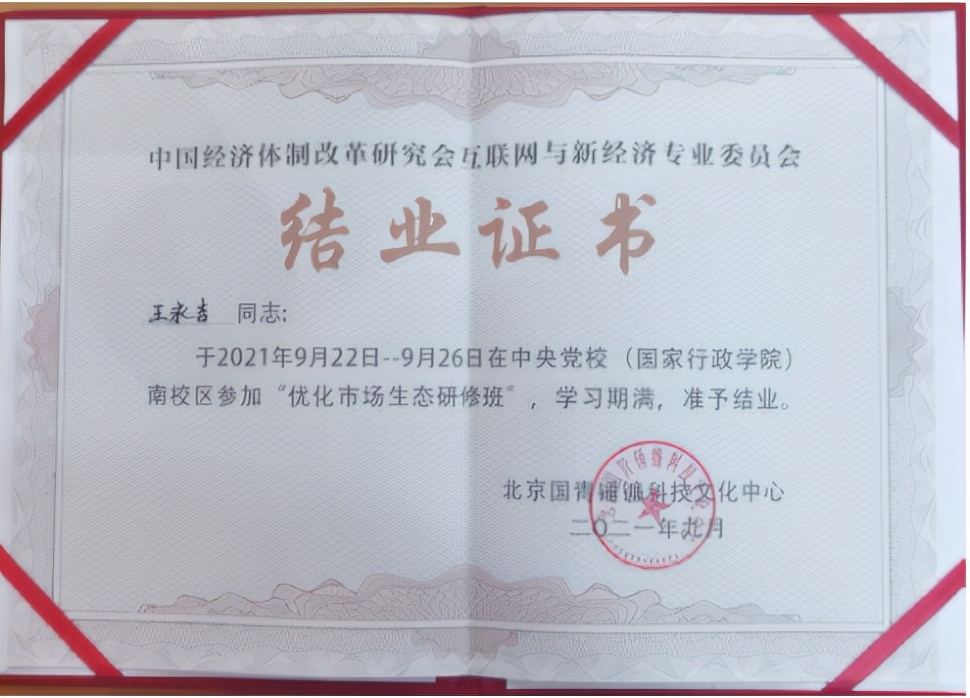 中国经济体制改革研究会互联网与新经济专业委员会
结业证书
王永吉 同志:
于2021年9月22日--9月26日在中央党校（国家行政学院）
南校区参加“优化市场生态研修班”，学习期满，准予结业。
北京国青 科技文化中心
二〇二一年九月